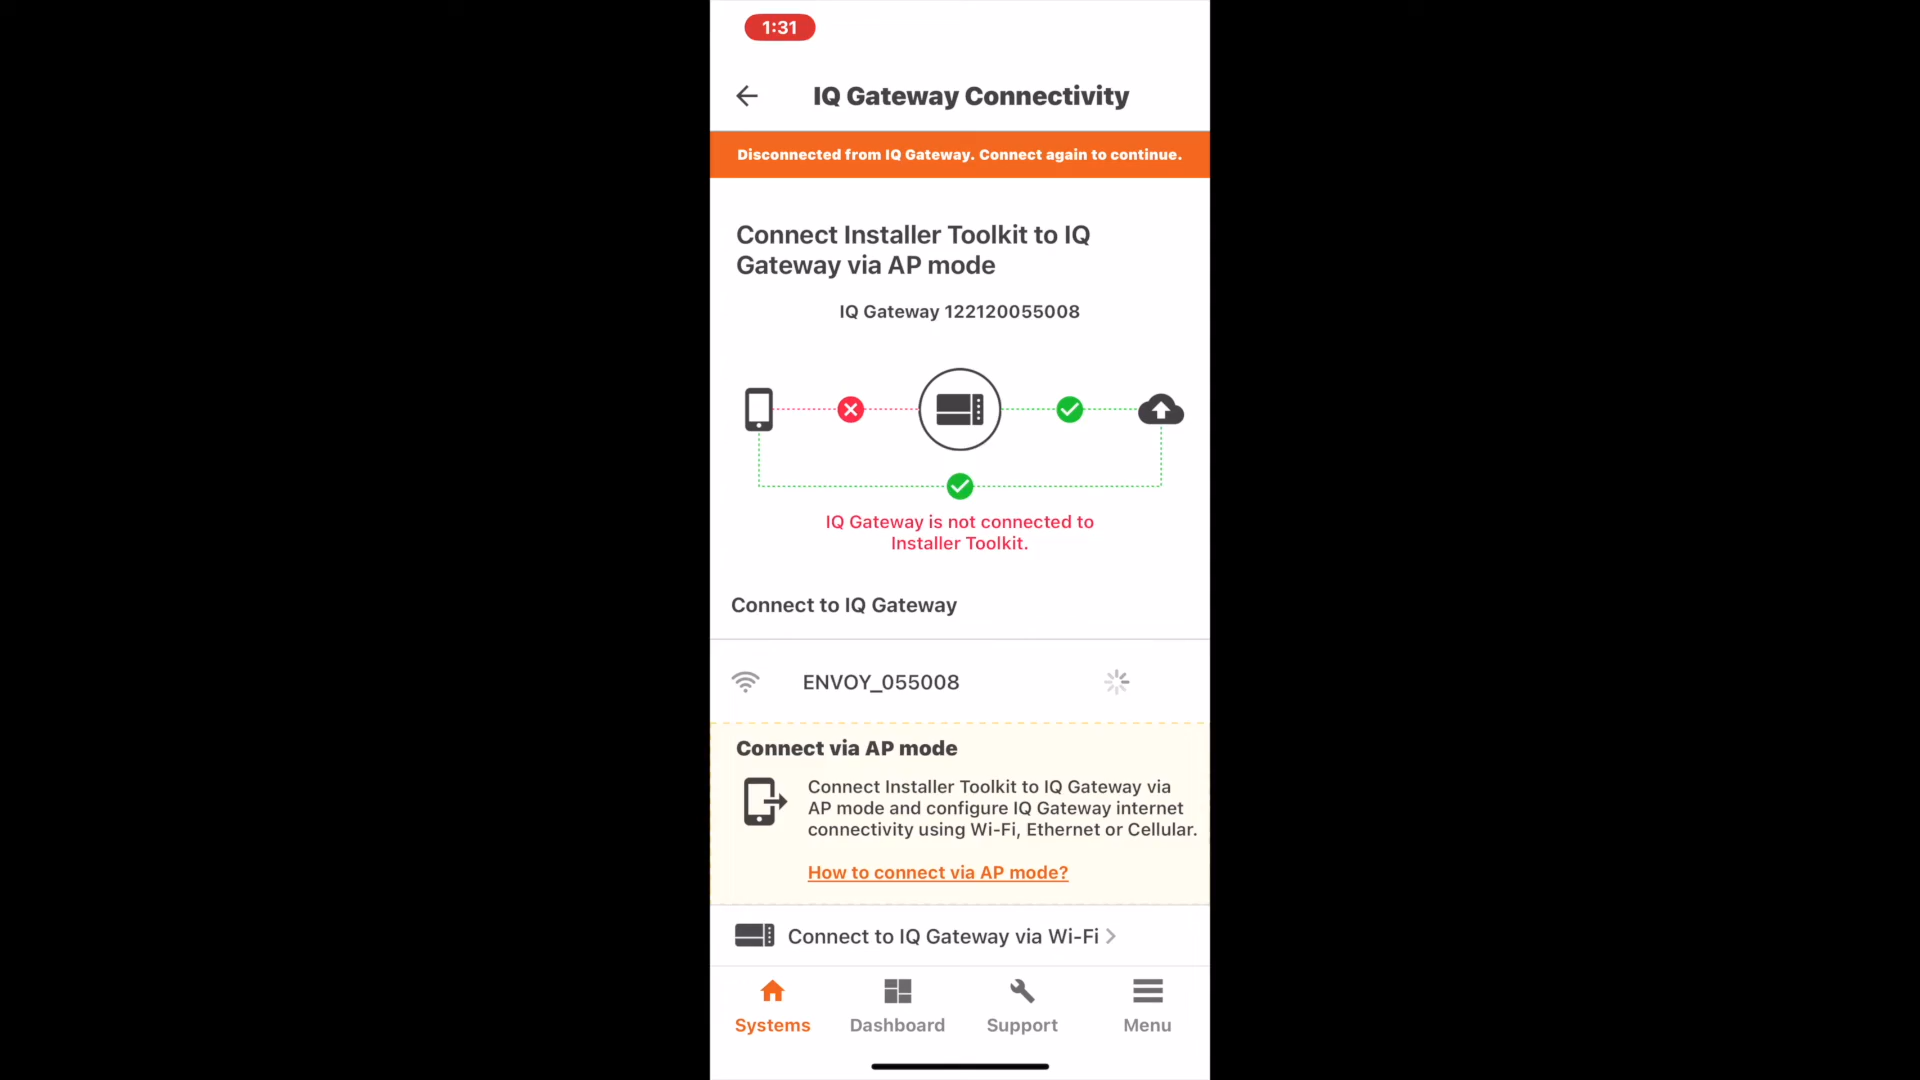 1:31
IQ Gateway Connectivity
Disconnected from IQ Gateway. Connect again to continue.
Connect Installer Toolkit to IQ
Gateway via AP mode
IQ Gateway 122120055008
IQ Gateway is not connected to
Installer Toolkit.
Connect to IQ Gateway
ENVOY_055008
Connect via AP mode
Connect Installer Toolkit to IQ Gateway via
AP mode and configure IQ Gateway internet
connectivity using Wi-Fi, Ethernet or Cellular.
How to connect via AP mode?
Connect to IQ Gateway via Wi-Fi
Systems Dashboard Support Menu